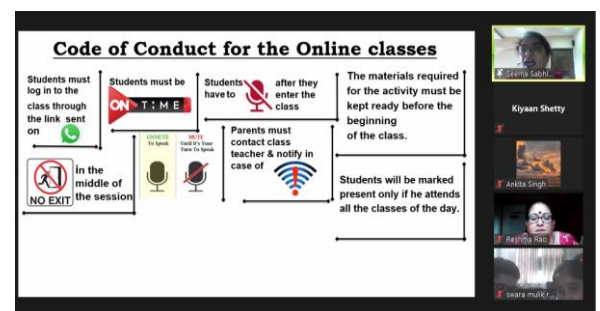 Code of Conduct for the Online classes
Students must
log in to the
class through
the link sent
on
Students must be
ON TIME
Students
have to
after they
enter the
class
The materials required
for the activity must be
kept ready before the
beginning
of the class.
NO EXIT
in the
middle of
the session
UNMUTE
To Speak
MUTE
Until It's Your
Turn To Speak
Parents must
contact class
teacher & notify in
case of
Students will be marked
present only if he attends
all the classes of the day.
Seema Sabhl...
Kiyaan Shetty
Ankita Singh
Reshma Rao
swara mulik r...